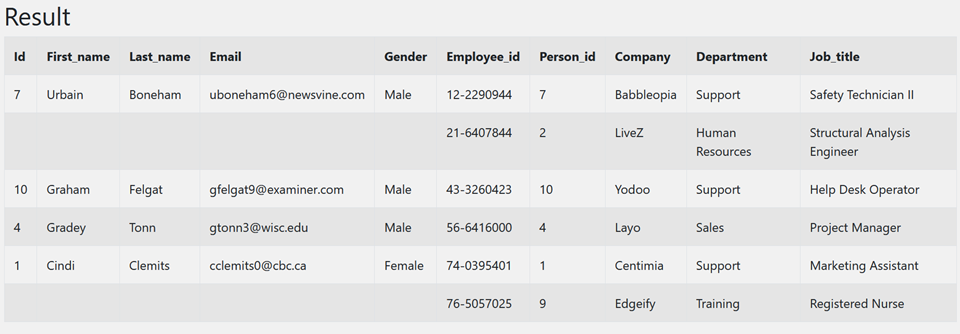 Result
Id First_name Last_name Email Gender Employee_id Person_id Company Department Job_title
7 Urbain Boneham uboneham6@newsvine.com Male 12-2290944 7 Babbleopia Support Safety Technician II
21-6407844 2 LiveZ Human Structural Analysis
Resources Engineer
10 Graham Felgat gfelgat9@examiner.com Male 43-3260423 10 Yodoo Support Help Desk Operator
4 Gradey Tonn gtonn3@wisc.edu Male 56-6416000 4 Layo Sales Project Manager
1 Cindi Clemits cclemits0@cbc.ca Female 74-0395401 1 Centimia Support Marketing Assistant
76-5057025 9 Edgeify Training Registered Nurse